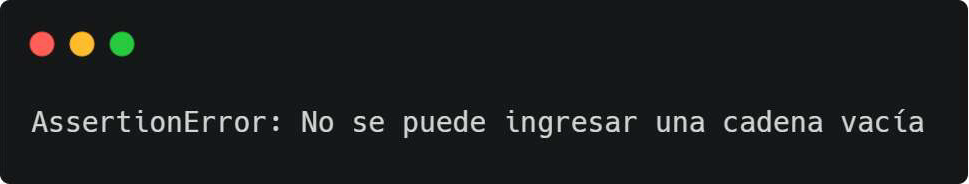 AssertionError: No se puede ingresar una cadena vacía